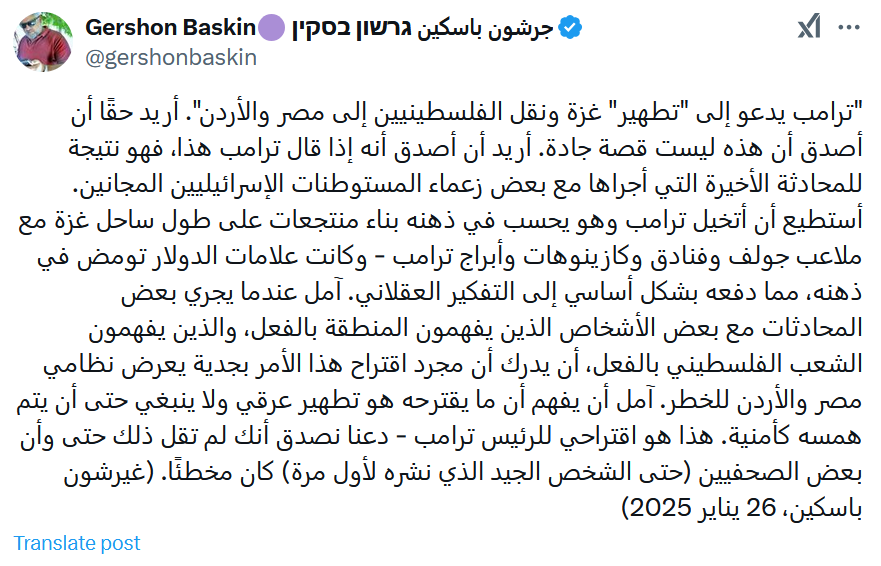 Gershon Baskin🟣 جرشون باسكين גרשון בסקין
@gershonbaskin
"ترامب يدعو إلى "تطهير" غزة ونقل الفلسطينيين إلى مصر والأردن". أريد حقًا أن
أصدق أن هذه ليست قصة جادة. أريد أن أصدق أنه إذا قال ترامب هذا، فهو نتيجة
للمحادثة الأخيرة التي أجراها مع بعض زعماء المستوطنات الإسرائيليين المجانين.
أستطيع أن أتخيل ترامب وهو يحسب في ذهنه بناء منتجعات على طول ساحل غزة مع
ملاعب جولف وفنادق وكازينوهات وأبراج ترامب - وكانت علامات الدولار تومض في
ذهنه، مما دفعه بشكل أساسي إلى التفكير العقلاني. آمل عندما يجري بعض
المحادثات مع بعض الأشخاص الذين يفهمون المنطقة بالفعل، والذين يفهمون
الشعب الفلسطيني بالفعل، أن يدرك أن مجرد اقتراح هذا الأمر بجدية يعرض نظامي
مصر والأردن للخطر. آمل أن يفهم أن ما يقترحه هو تطهير عرقي ولا ينبغي حتى أن يتم
همسه كأمنية. هذا هو اقتراحي للرئيس ترامب - دعنا نصدق أنك لم تقل ذلك حتى وأن
بعض الصحفيين (حتى الشخص الجيد الذي نشره لأول مرة) كان مخطئًا. (غيرشون
باسكين، 26 يناير 2025)
Translate post